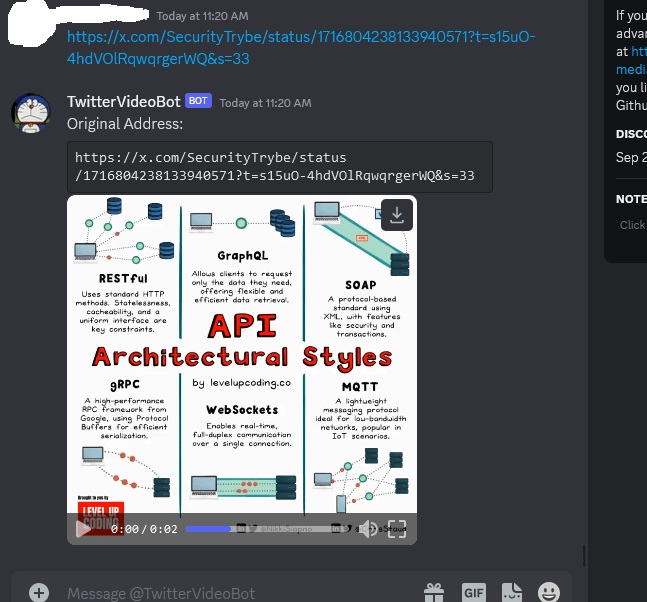 Today at 11:20 AM
https://x.com/SecurityTrybe/status/1716804238133940571?t=s15uO-
4hdVOlRqwqrgerWQ&s=33
TwitterVideoBot BOT Today at 11:20 AM
Original Address:
https://x.com/SecurityTrybe/status
/1716804238133940571?t=s15uO-4hdVOlRqwqrgerWQ&s=33
RESTful
Uses standard HTTP
methods. Statelessness,
cacheability, and a
uniform interface are
key constraints.
GraphQL
Allows clients to request
only the data they need,
offering flexible and
efficient data retrieval.
SOAP
A protocol-based
standard using
XML, with features
like security and
transactions.
API
Architectural Styles
by levelupcoding.co
gRPC
A high-performance
RPC framework from
Google, using Protocol
Buffers for efficient
serialization.
WebSockets
Enables real-time,
full-duplex communication
over a single connection.
MQTT
A lightweight
messaging protocol
ideal for low-bandwidth
networks, popular in
IoT scenarios.
Brought to you by
LEVEL UP
CODING
0:00/0:02
Message @TwitterVideoBot
GIF
If you
advan
at htt
medi
you li
Githu
DISCO
Sep 2
NOTE
Click